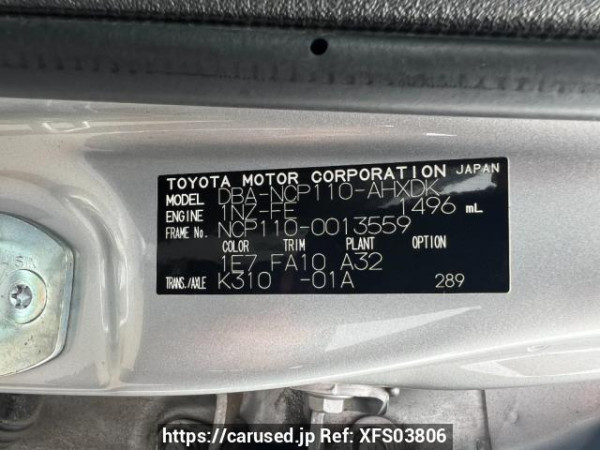 TOYOTA MOTOR CORPORATION JAPAN
MODEL DBA-NCP110-AHXDK
ENGINE 1NZ-FE 1496 mL
FRAME No. NCP110-0013559
COLOR TRIM PLANT OPTION
1E7 FA10 A32
TRANS./AXLE K310 -01A 289
https://carused.jp Ref: XFS03806